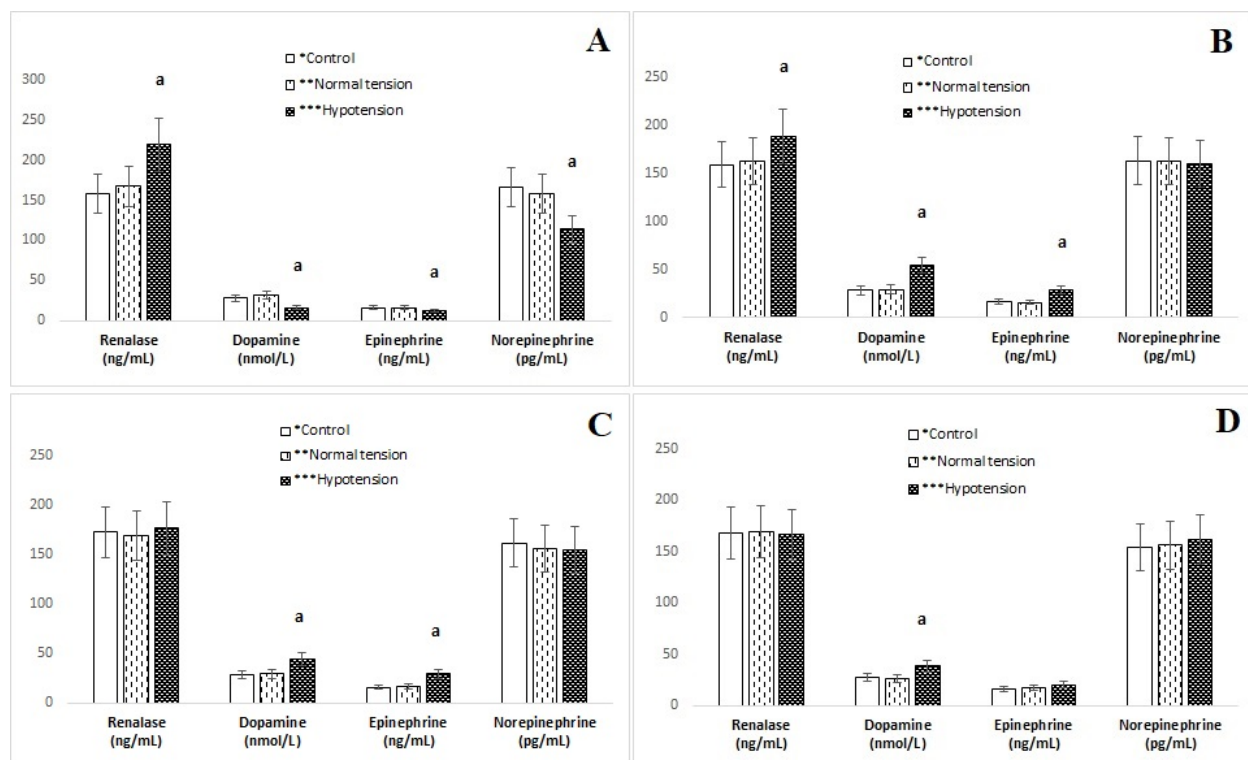 A
*Control
**Normal tension
***Hypotension
300
250
200
150
100
50
0
a
a
a
a
Renalase
(ng/mL)
Dopamine
(nmol/L)
Epinephrine
(ng/mL)
Norepinephrine
(pg/mL)
B
*Control
**Normal tension
***Hypotension
250
200
150
100
50
0
a
a
a
Renalase
(ng/mL)
Dopamine
(nmol/L)
Epinephrine
(ng/mL)
Norepinephrine
(pg/mL)
C
*Control
**Normal tension
***Hypotension
250
200
150
100
50
0
a
a
Renalase
(ng/mL)
Dopamine
(nmol/L)
Epinephrine
(ng/mL)
Norepinephrine
(pg/mL)
D
*Control
**Normal tension
***Hypotension
250
200
150
100
50
0
a
Renalase
(ng/mL)
Dopamine
(nmol/L)
Epinephrine
(ng/mL)
Norepinephrine
(pg/mL)